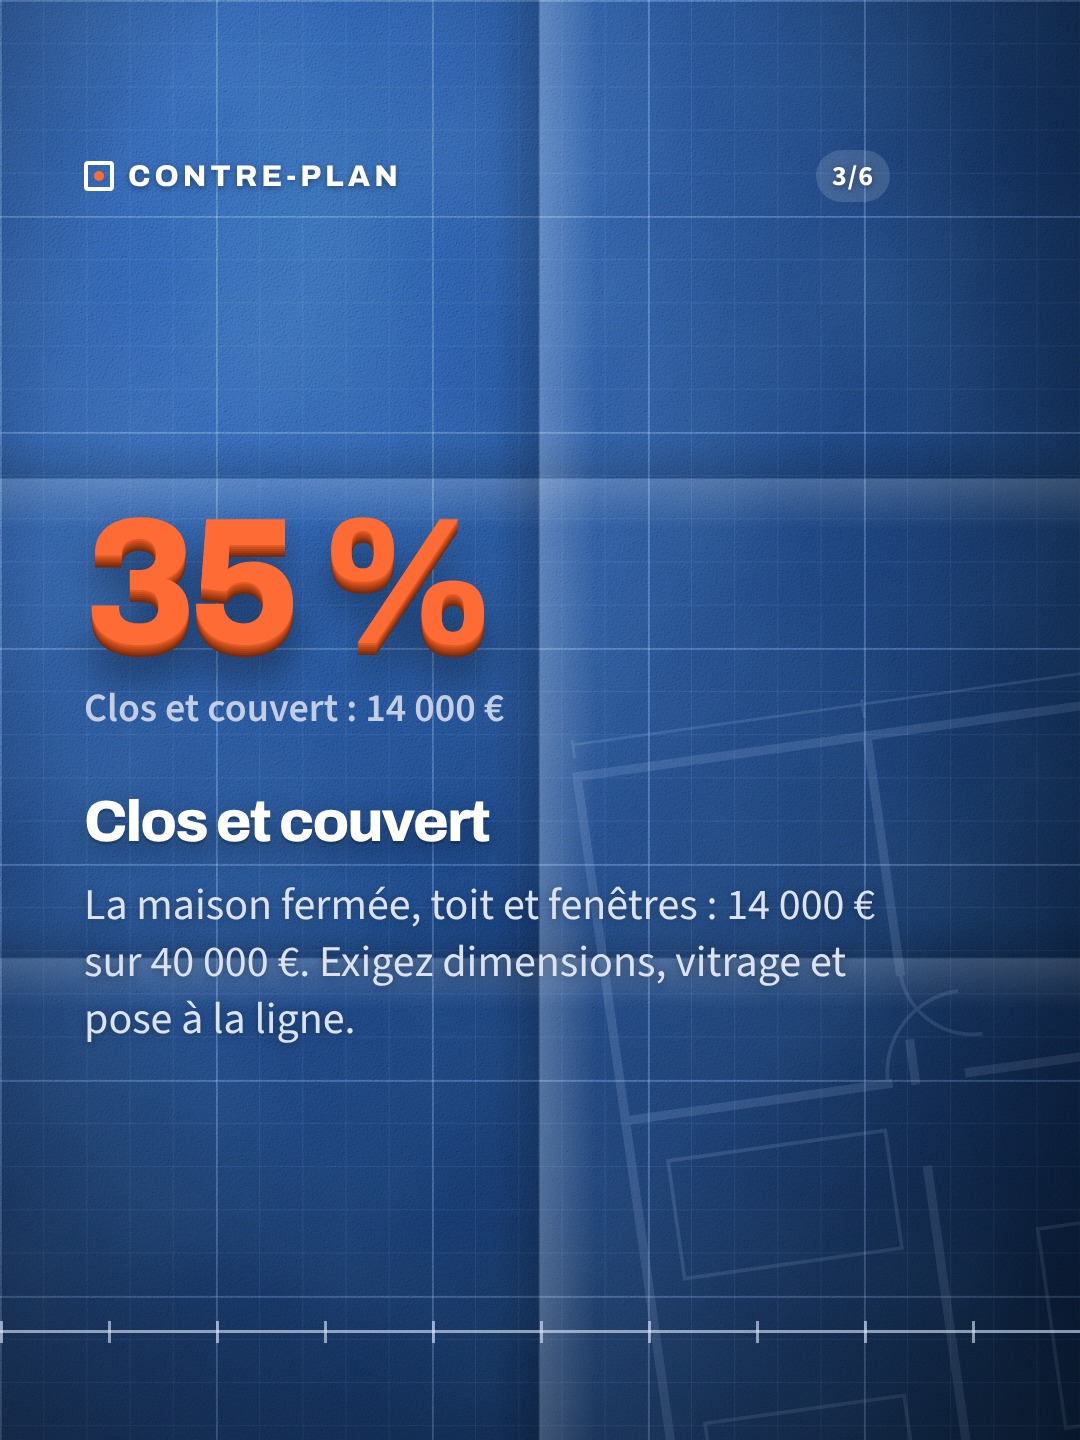 CONTRE-PLAN
3/6
35 %
Clos et couvert : 14 000 €
Clos et couvert
La maison fermée, toit et fenêtres : 14 000 €
sur 40 000 €. Exigez dimensions, vitrage et
pose à la ligne.